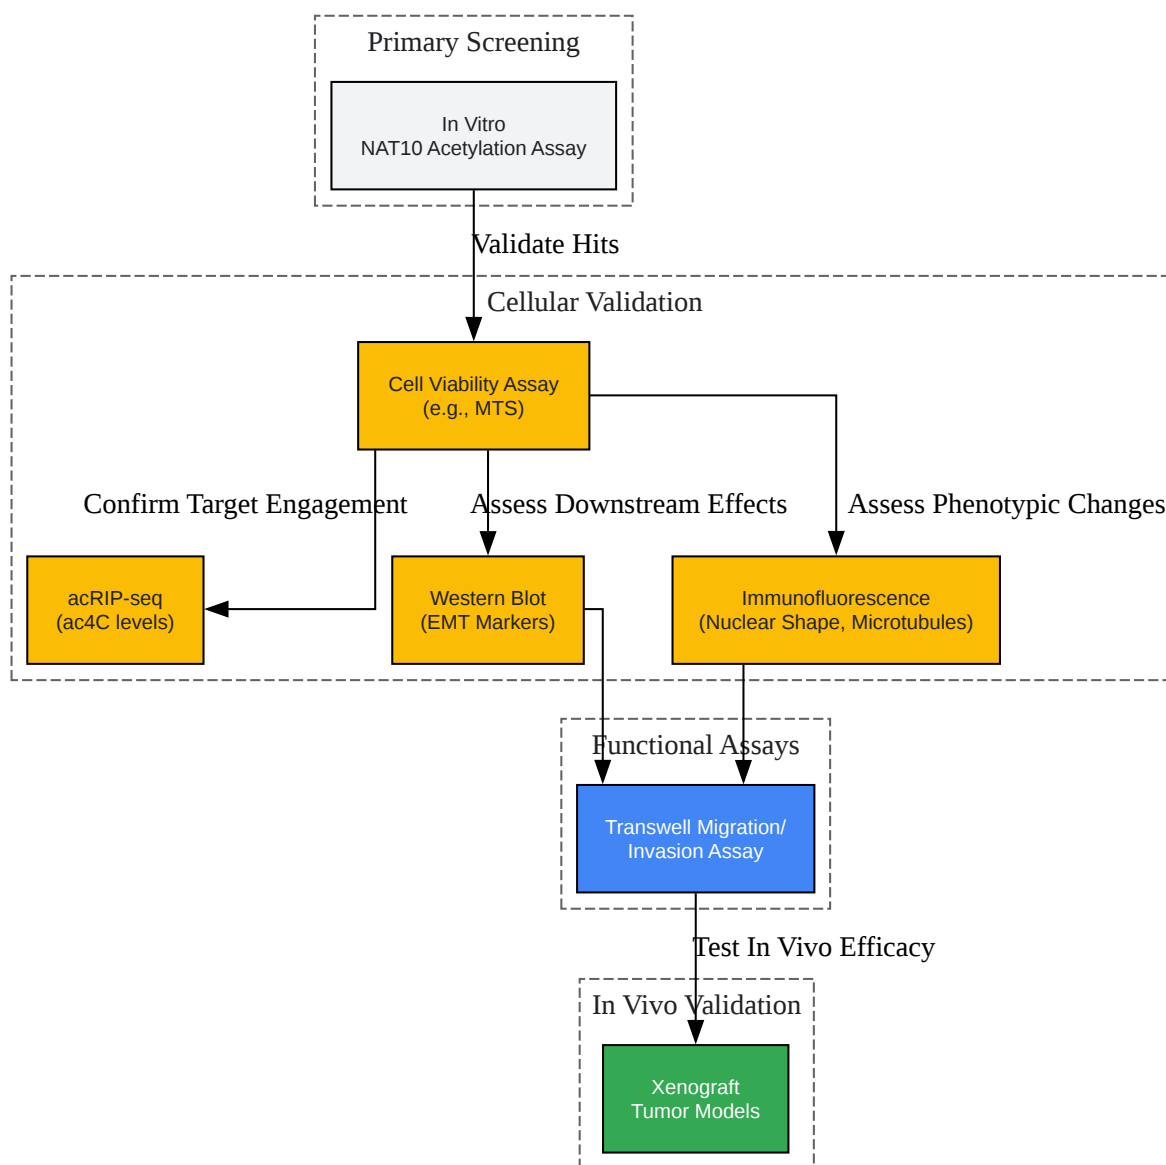 Primary Screening
In Vitro
NAT10 Acetylation Assay
Validate Hits
Cellular Validation
Cell Viability Assay
(e.g., MTS)
Confirm Target Engagement
Assess Downstream Effects
Assess Phenotypic Changes
acRIP-seq
(ac4C levels)
Western Blot
(EMT Markers)
Immunofluorescence
(Nuclear Shape, Microtubules)
Functional Assays
Transwell Migration/
Invasion Assay
Test In Vivo Efficacy
In Vivo Validation
Xenograft
Tumor Models